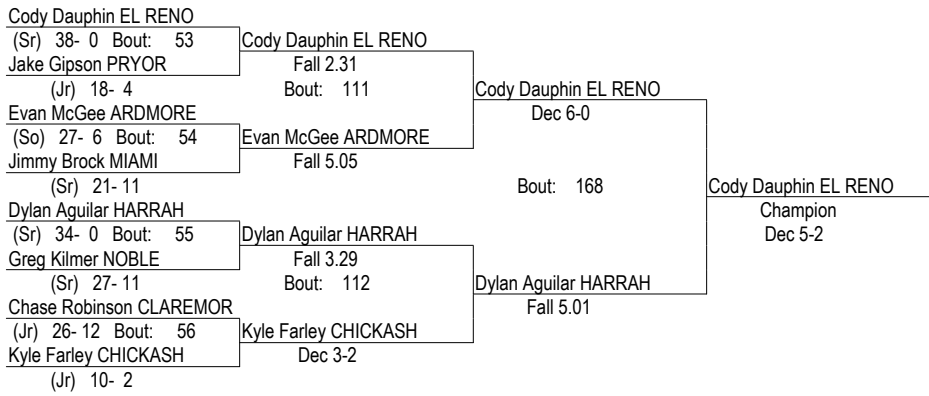 Cody Dauphin EL RENO
(Sr) 38- 0 Bout: 53
Jake Gipson PRYOR
(Jr) 18- 4
Evan McGee ARDMORE
(So) 27- 6 Bout: 54
Jimmy Brock MIAMI
(Sr) 21- 11
Dylan Aguilar HARRAH
(Sr) 34- 0 Bout: 55
Greg Kilmer NOBLE
(Sr) 27- 11
Chase Robinson CLAREMOR
(Jr) 26- 12 Bout: 56
Kyle Farley CHICKASH
(Jr) 10- 2
Cody Dauphin EL RENO
Fall 2.31
Bout: 111
Evan McGee ARDMORE
Fall 5.05
Dylan Aguilar HARRAH
Fall 3.29
Bout: 112
Kyle Farley CHICKASH
Dec 3-2
Cody Dauphin EL RENO
Dec 6-0
Bout: 168
Dylan Aguilar HARRAH
Fall 5.01
Cody Dauphin EL RENO
Champion
Dec 5-2